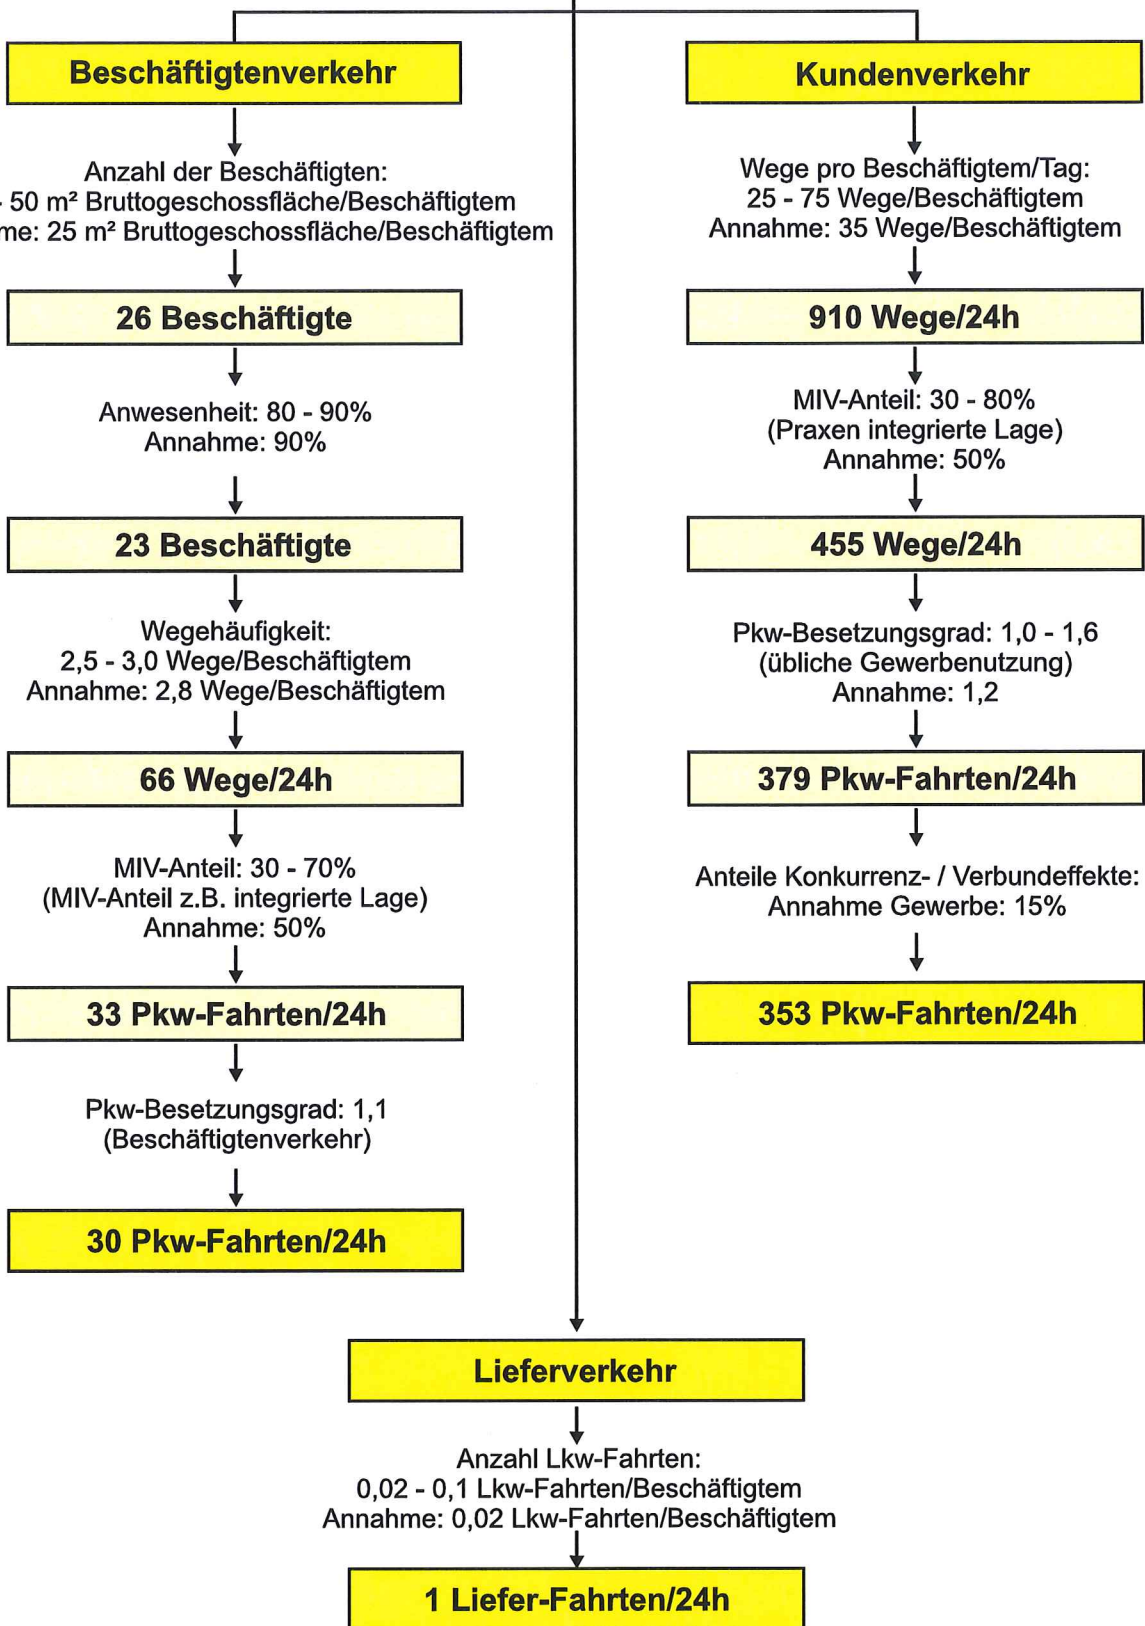 Beschäftigtenverkehr
Anzahl der Beschäftigten:
- 50 m² Bruttogeschossfläche/Beschäftigtem
me: 25 m² Bruttogeschossfläche/Beschäftigtem
26 Beschäftigte
Anwesenheit: 80 - 90%
Annahme: 90%
23 Beschäftigte
Wegehäufigkeit:
2,5 - 3,0 Wege/Beschäftigtem
Annahme: 2,8 Wege/Beschäftigtem
66 Wege/24h
MIV-Anteil: 30 - 70%
(MIV-Anteil z.B. integrierte Lage)
Annahme: 50%
33 Pkw-Fahrten/24h
Pkw-Besetzungsgrad: 1,1
(Beschäftigtenverkehr)
30 Pkw-Fahrten/24h
Kundenverkehr
Wege pro Beschäftigtem/Tag:
25 - 75 Wege/Beschäftigtem
Annahme: 35 Wege/Beschäftigtem
910 Wege/24h
MIV-Anteil: 30 - 80%
(Praxen integrierte Lage)
Annahme: 50%
455 Wege/24h
Pkw-Besetzungsgrad: 1,0 - 1,6
(übliche Gewerbenutzung)
Annahme: 1,2
379 Pkw-Fahrten/24h
Anteile Konkurrenz- / Verbundeffekte:
Annahme Gewerbe: 15%
353 Pkw-Fahrten/24h
Lieferverkehr
Anzahl Lkw-Fahrten:
0,02 - 0,1 Lkw-Fahrten/Beschäftigtem
Annahme: 0,02 Lkw-Fahrten/Beschäftigtem
1 Liefer-Fahrten/24h